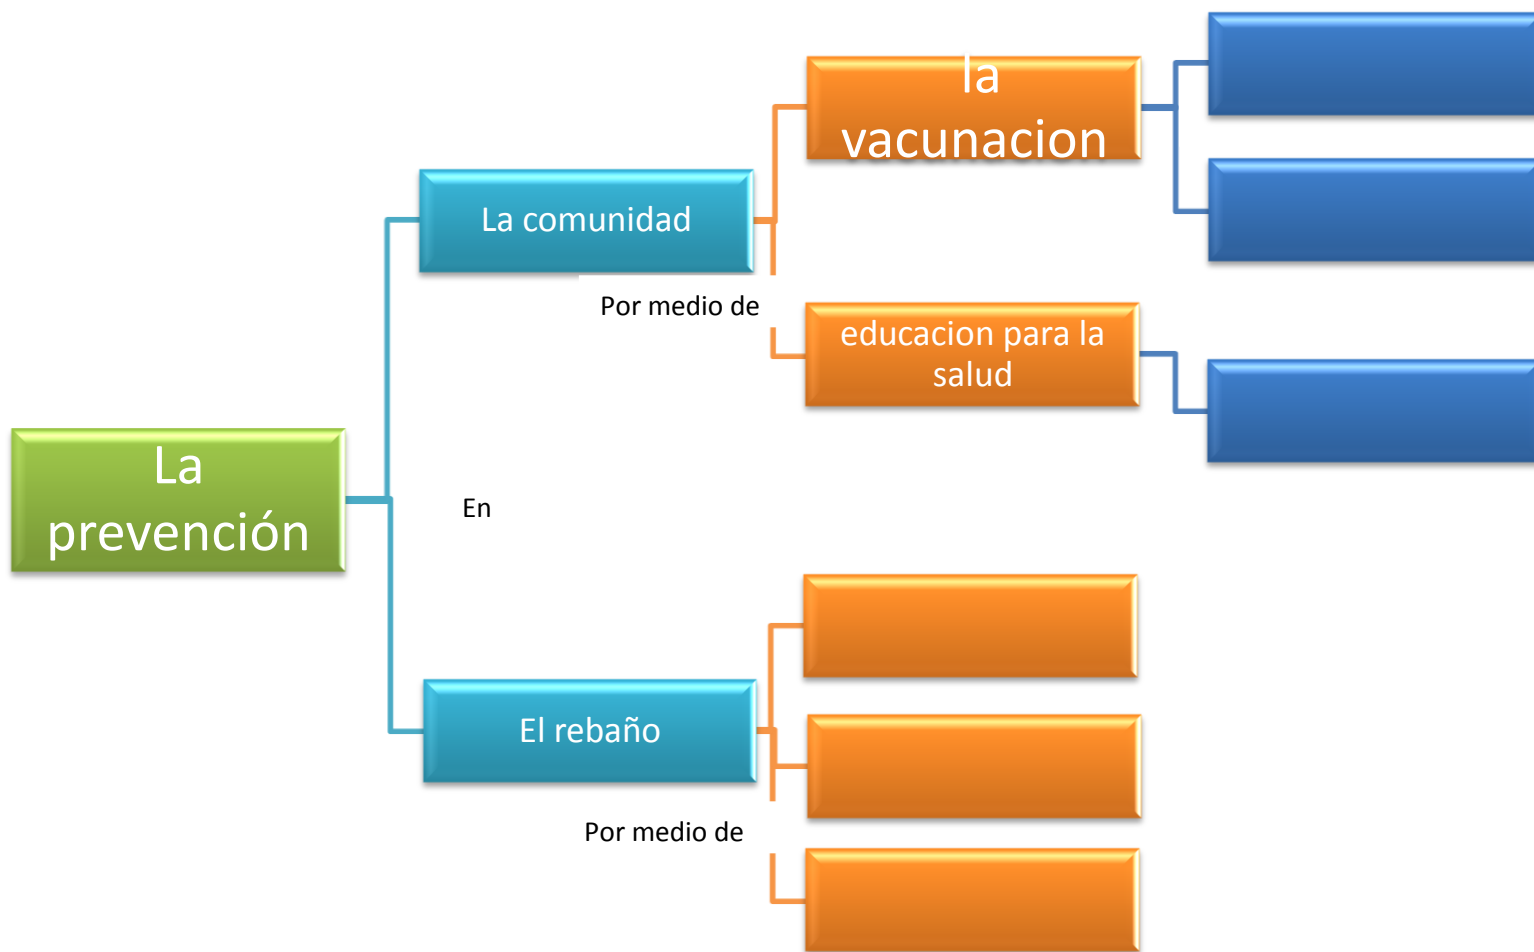 la
vacunacion
La comunidad
Por medio de
educacion para la
salud
La
prevención
En
El rebaño
Por medio de